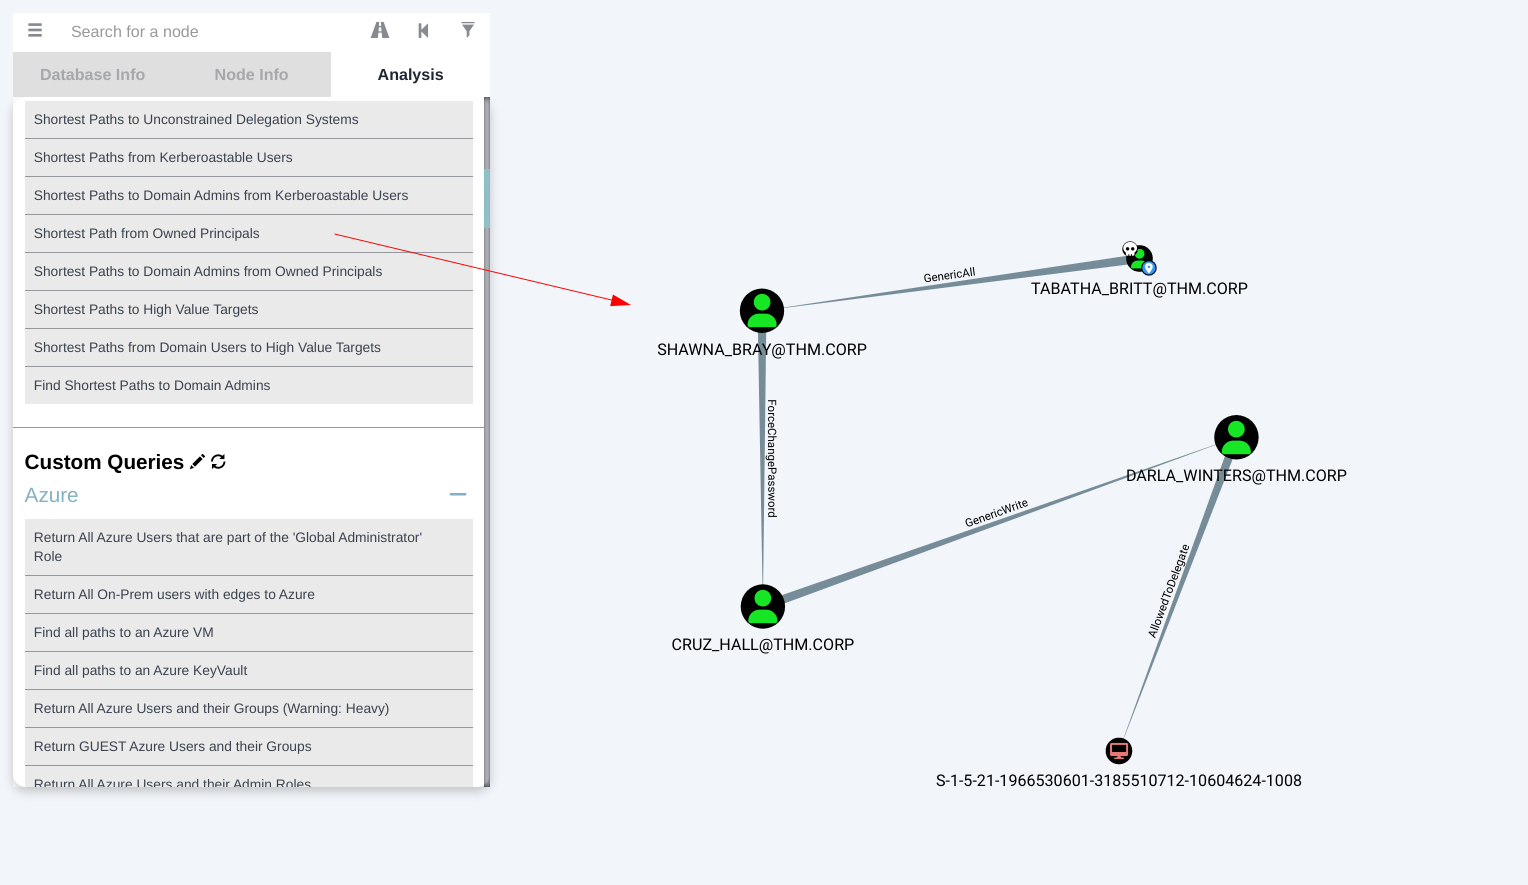 Search for a node
Database Info
Node Info
Analysis
Shortest Paths to Unconstrained Delegation Systems
Shortest Paths from Kerberoastable Users
Shortest Paths to Domain Admins from Kerberoastable Users
Shortest Path from Owned Principals
Shortest Paths to Domain Admins from Owned Principals
Shortest Paths to High Value Targets
Shortest Paths from Domain Users to High Value Targets
Find Shortest Paths to Domain Admins
Custom Queries
Azure
Return All Azure Users that are part of the 'Global Administrator'
Role
Return All On-Prem users with edges to Azure
Find all paths to an Azure VM
Find all paths to an Azure KeyVault
Return All Azure Users and their Groups (Warning: Heavy)
Return GUEST Azure Users and their Groups
Return All Azure Users and their Admin Roles
GenericAll
TABATHA_BRITT@THM.CORP
SHAWNA_BRAY@THM.CORP
ForceChangePassword
DARLA_WINTERS@THM.CORP
GenericWrite
AllowedToDelegate
CRUZ_HALL@THM.CORP
S-1-5-21-1966530601-3185510712-10604624-1008